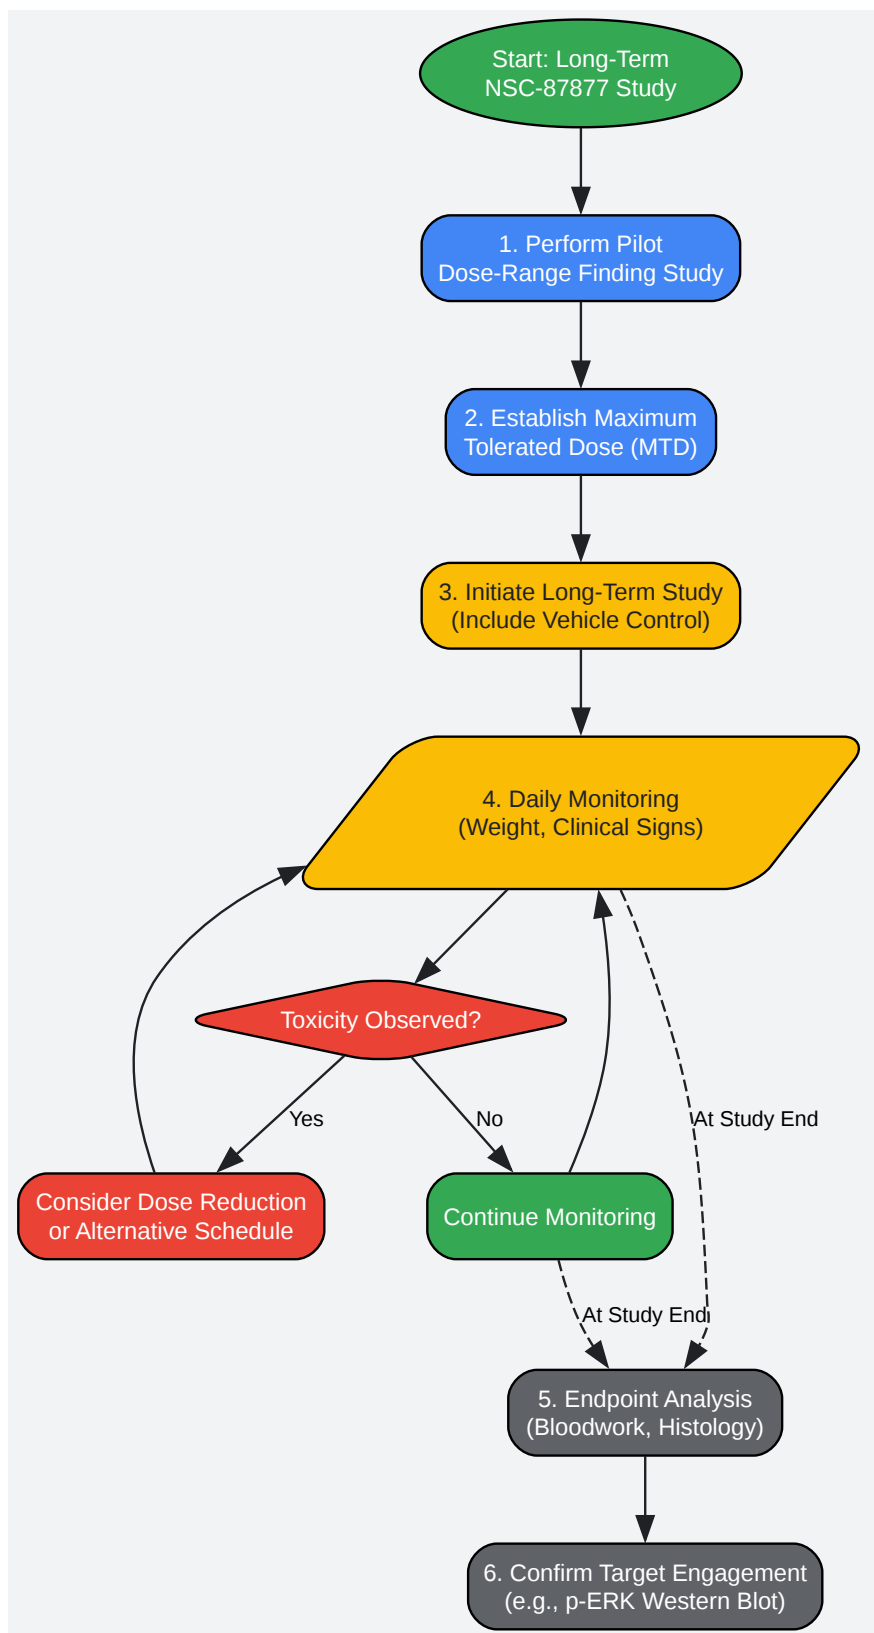 Start: Long-Term
NSC-87877 Study
1. Perform Pilot
Dose-Range Finding Study
2. Establish Maximum
Tolerated Dose (MTD)
3. Initiate Long-Term Study
(Include Vehicle Control)
4. Daily Monitoring
(Weight, Clinical Signs)
Toxicity Observed?
Yes
No
At Study End
Consider Dose Reduction
or Alternative Schedule
Continue Monitoring
At Study End
5. Endpoint Analysis
(Bloodwork, Histology)
6. Confirm Target Engagement
(e.g., p-ERK Western Blot)